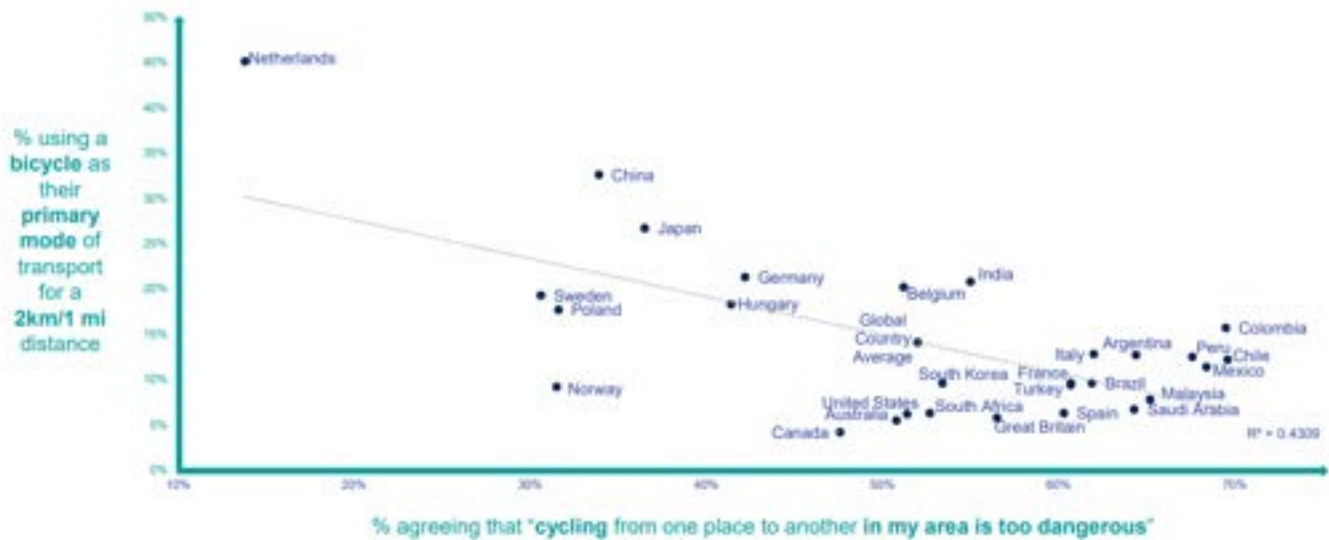 50%
45%
40%
35%
30%
25%
20%
15%
10%
5%
0%
% using a
bicycle as
their
primary
mode of
transport
for a
2km/1 mi
distance
Netherlands
China
Japan
Germany
India
Belgium
Sweden
Hungary
Poland
Global
Country
Average
Colombia
Argentina
Italy
Peru
Chile
Mexico
South Korea
France
Turkey
Brazil
Norway
Malaysia
United States
South Africa
Saudi Arabia
Australia
Spain
Great Britain
Canada
R² = 0.4309
10% 20% 30% 40% 50% 60% 70%
% agreeing that “cycling from one place to another in my area is too dangerous”